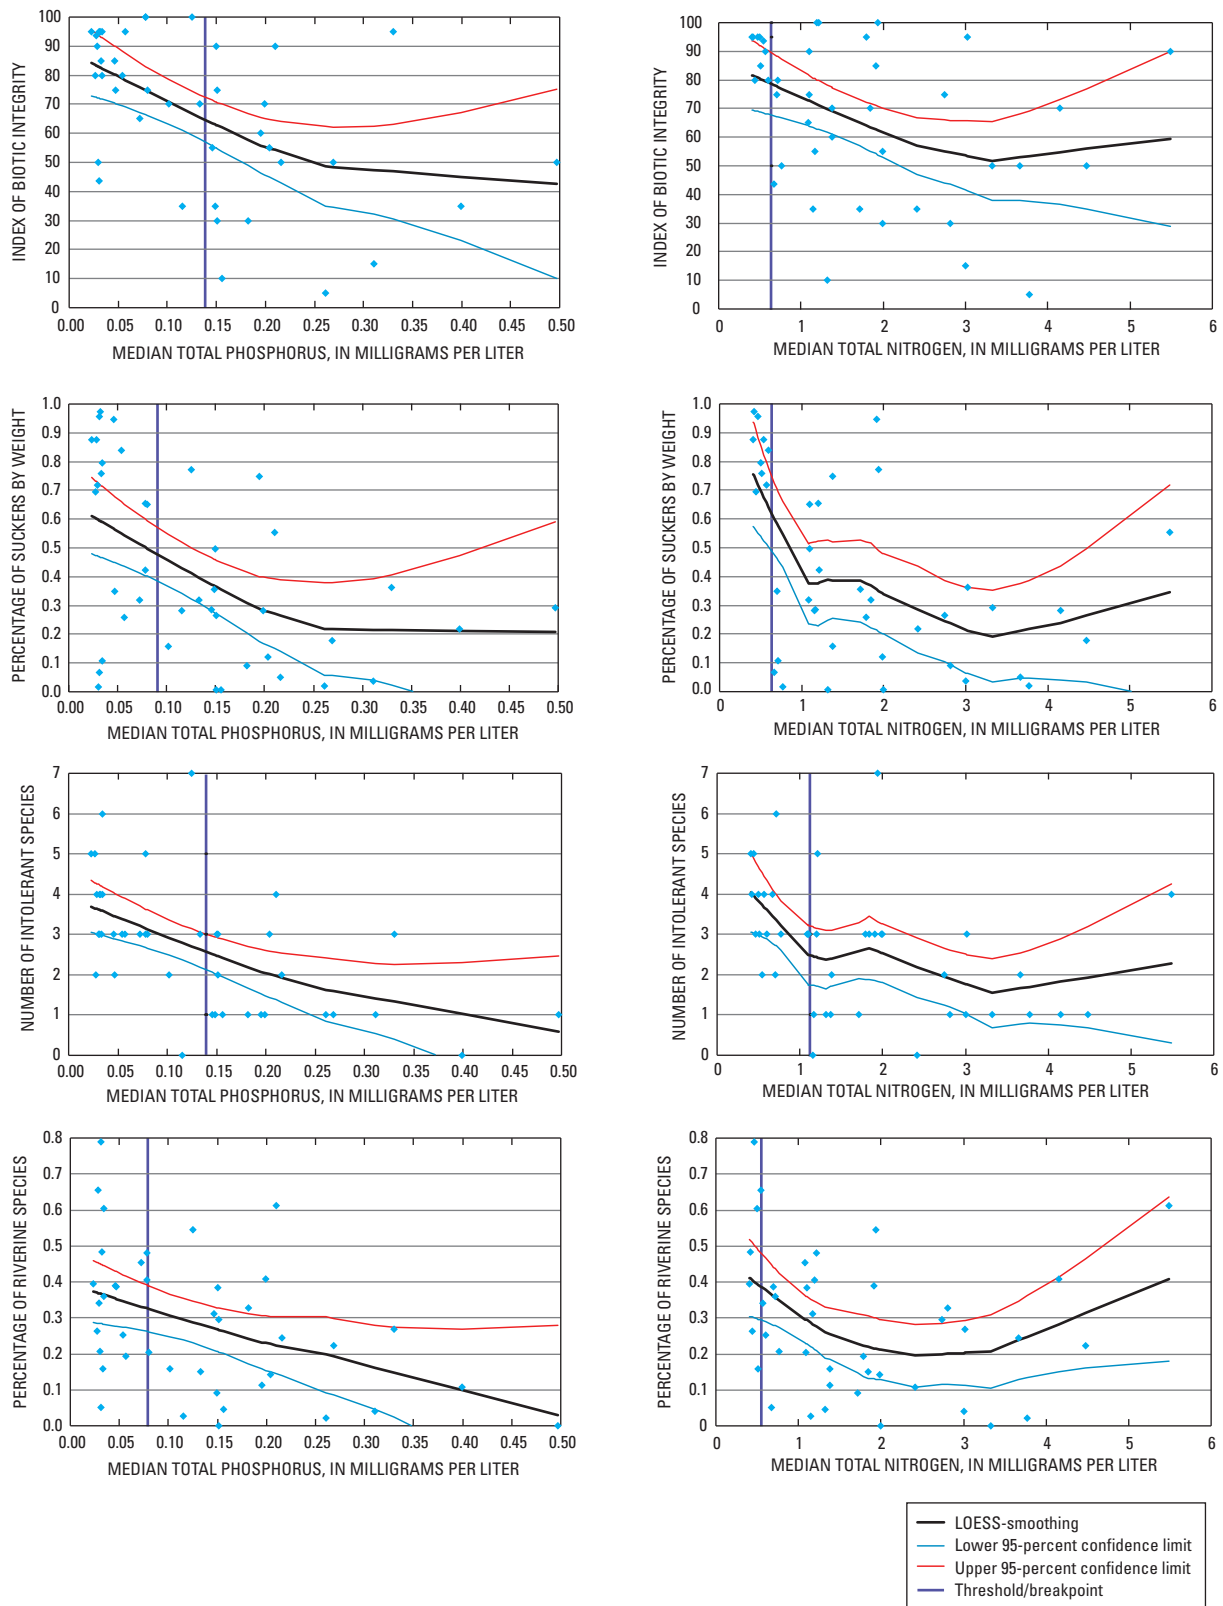 INDEX OF BIOTIC INTEGRITY
100
90
80
70
60
50
40
30
20
10
0
0.00 0.05 0.10 0.15 0.20 0.25 0.30 0.35 0.40 0.45 0.50
MEDIAN TOTAL PHOSPHORUS, IN MILLIGRAMS PER LITER
INDEX OF BIOTIC INTEGRITY
100
90
80
70
60
50
40
30
20
10
0
0 1 2 3 4 5 6
MEDIAN TOTAL NITROGEN, IN MILLIGRAMS PER LITER
PERCENTAGE OF SUCKERS BY WEIGHT
1.0
0.9
0.8
0.7
0.6
0.5
0.4
0.3
0.2
0.1
0.0
0.00 0.05 0.10 0.15 0.20 0.25 0.30 0.35 0.40 0.45 0.50
MEDIAN TOTAL PHOSPHORUS, IN MILLIGRAMS PER LITER
PERCENTAGE OF SUCKERS BY WEIGHT
1.0
0.9
0.8
0.7
0.6
0.5
0.4
0.3
0.2
0.1
0.0
0 1 2 3 4 5 6
MEDIAN TOTAL NITROGEN, IN MILLIGRAMS PER LITER
NUMBER OF INTOLERANT SPECIES
7
6
5
4
3
2
1
0
0.00 0.05 0.10 0.15 0.20 0.25 0.30 0.35 0.40 0.45 0.50
MEDIAN TOTAL PHOSPHORUS, IN MILLIGRAMS PER LITER
NUMBER OF INTOLERANT SPECIES
7
6
5
4
3
2
1
0
0 1 2 3 4 5 6
MEDIAN TOTAL NITROGEN, IN MILLIGRAMS PER LITER
PERCENTAGE OF RIVERINE SPECIES
0.8
0.7
0.6
0.5
0.4
0.3
0.2
0.1
0.0
0.00 0.05 0.10 0.15 0.20 0.25 0.30 0.35 0.40 0.45 0.50
MEDIAN TOTAL PHOSPHORUS, IN MILLIGRAMS PER LITER
PERCENTAGE OF RIVERINE SPECIES
0.8
0.7
0.6
0.5
0.4
0.3
0.2
0.1
0
0 1 2 3 4 5 6
MEDIAN TOTAL NITROGEN, IN MILLIGRAMS PER LITER
LOESS-smoothing
Lower 95-percent confidence limit
Upper 95-percent confidence limit
Threshold/breakpoint